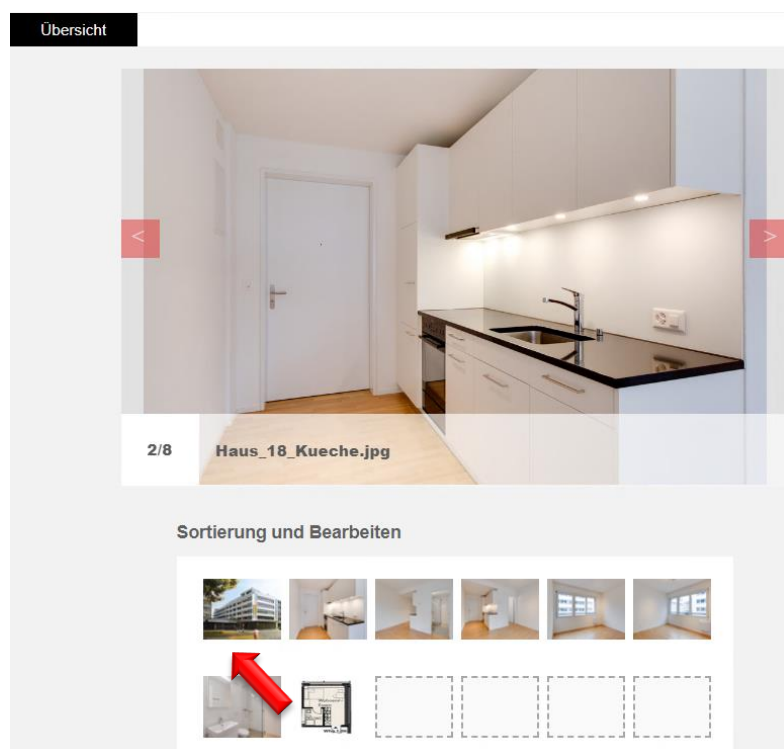 Übersicht
<
>
2/8
Haus_18_Kueche.jpg
Sortierung und Bearbeiten